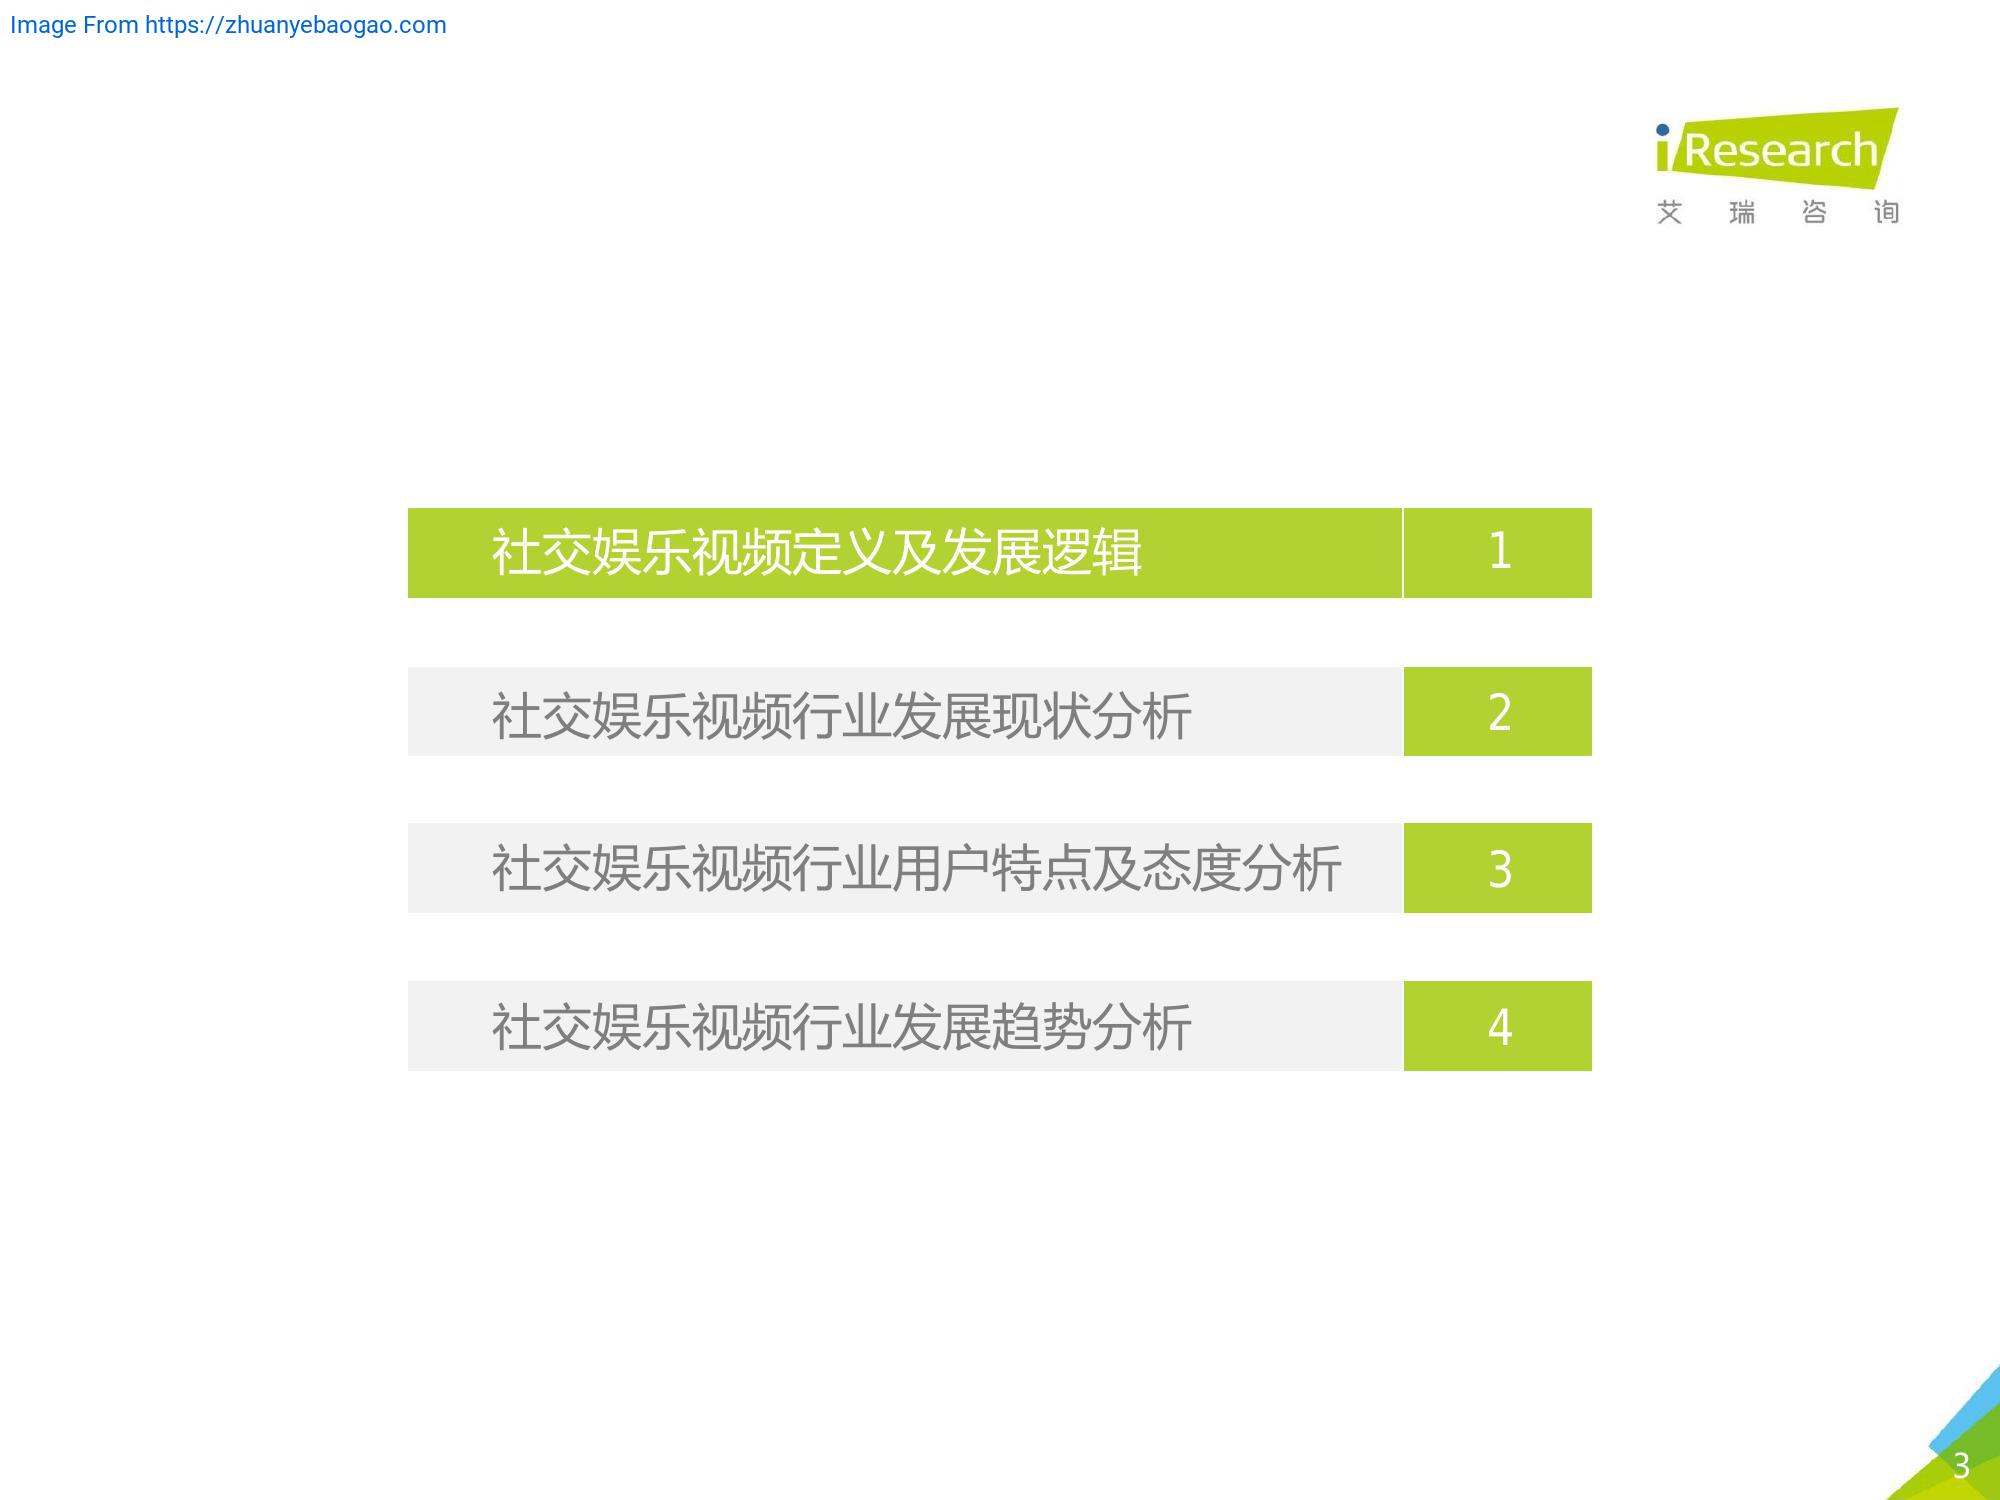 Image From https://zhuanyebaogao.com
iResearch
艾瑞咨询
社交娱乐视频定义及发展逻辑 1
社交娱乐视频行业发展现状分析 2
社交娱乐视频行业用户特点及态度分析 3
社交娱乐视频行业发展趋势分析 4
3